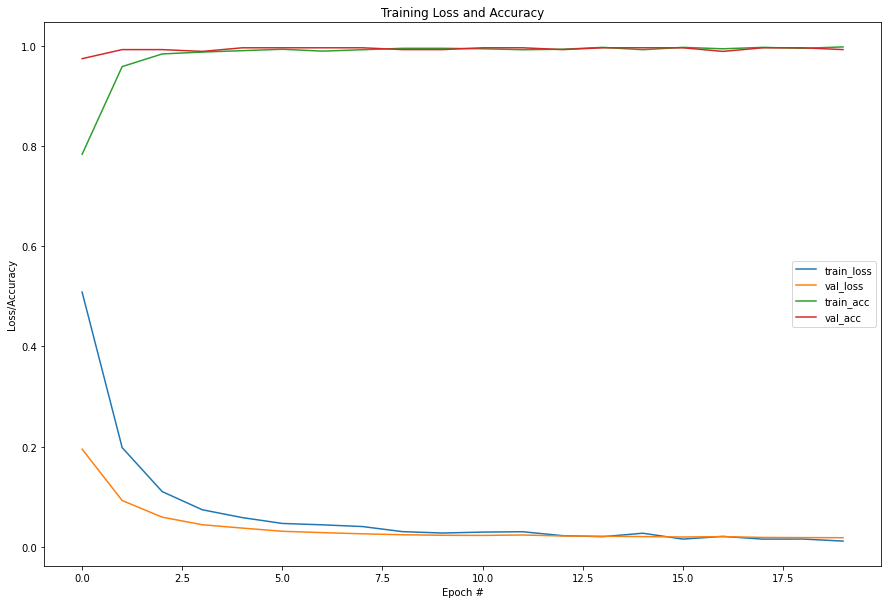 Training Loss and Accuracy
1.0
0.8
0.6
0.4
0.2
0.0
Loss/Accuracy
train_loss
val_loss
train_acc
val_acc
0.0 2.5 5.0 7.5 10.0 12.5 15.0 17.5
Epoch #